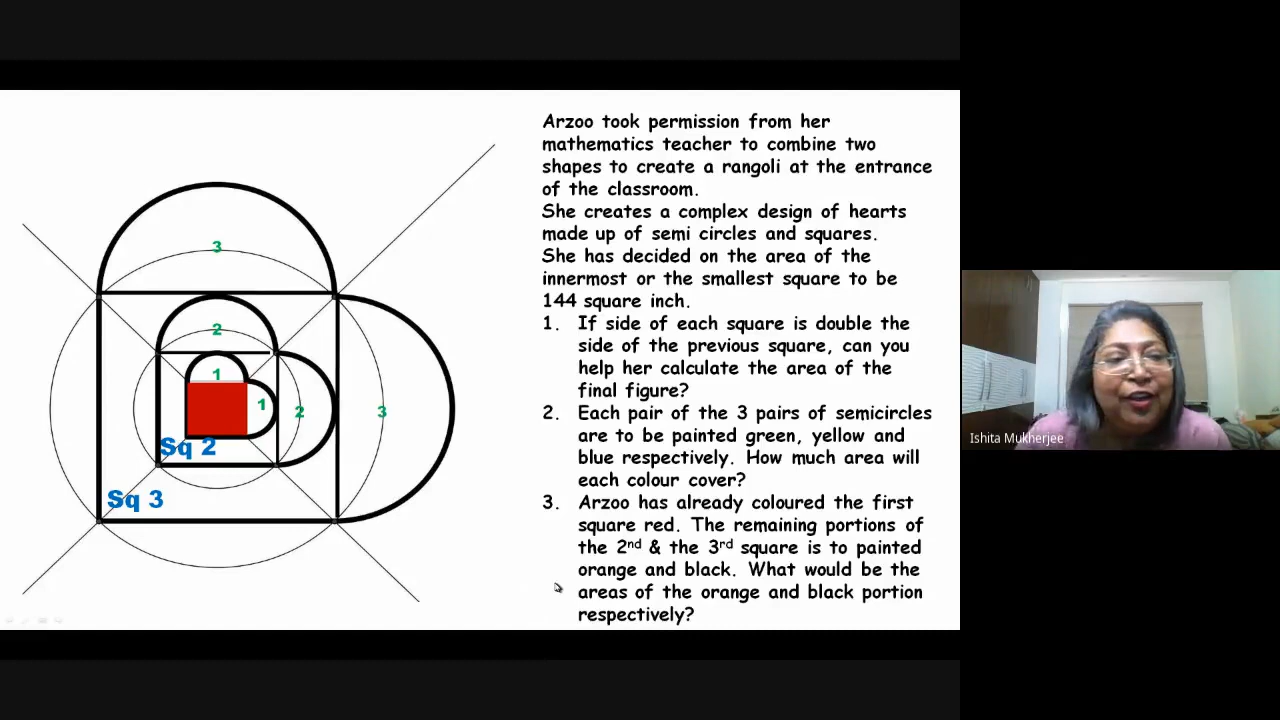 Arzoo took permission from her
mathematics teacher to combine two
shapes to create a rangoli at the entrance
of the classroom.
She creates a complex design of hearts
made up of semi circles and squares.
She has decided on the area of the
innermost or the smallest square to be
144 square inch.
1. If side of each square is double the
side of the previous square, can you
help her calculate the area of the
final figure?
2. Each pair of the 3 pairs of semicircles
are to be painted green, yellow and
blue respectively. How much area will
each colour cover?
3. Arzoo has already coloured the first
square red. The remaining portions of
the 2nd & the 3rd square is to painted
orange and black. What would be the
areas of the orange and black portion
respectively?
3
2
1
1
2
3
Sq 2
Sq 3
Ishita Mukherjee